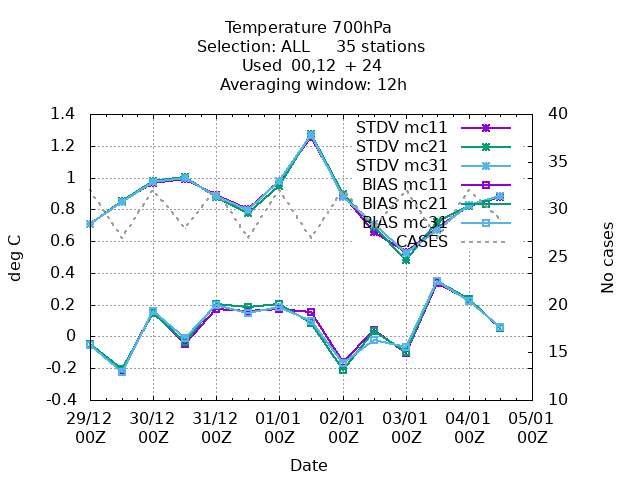 Temperature 700hPa
Selection: ALL 35 stations
Used 00,12 + 24
Averaging window: 12h
1.4
1.2
1
0.8
0.6
0.4
0.2
0
-0.2
-0.4
deg C
40
35
30
25
20
15
10
No cases
STDV mc11
STDV mc21
STDV mc31
BIAS mc11
BIAS mc21
BIAS mc31
CASES
29/12 30/12 31/12 01/01 02/01 03/01 04/01 05/01
00Z 00Z 00Z 00Z 00Z 00Z 00Z 00Z
Date